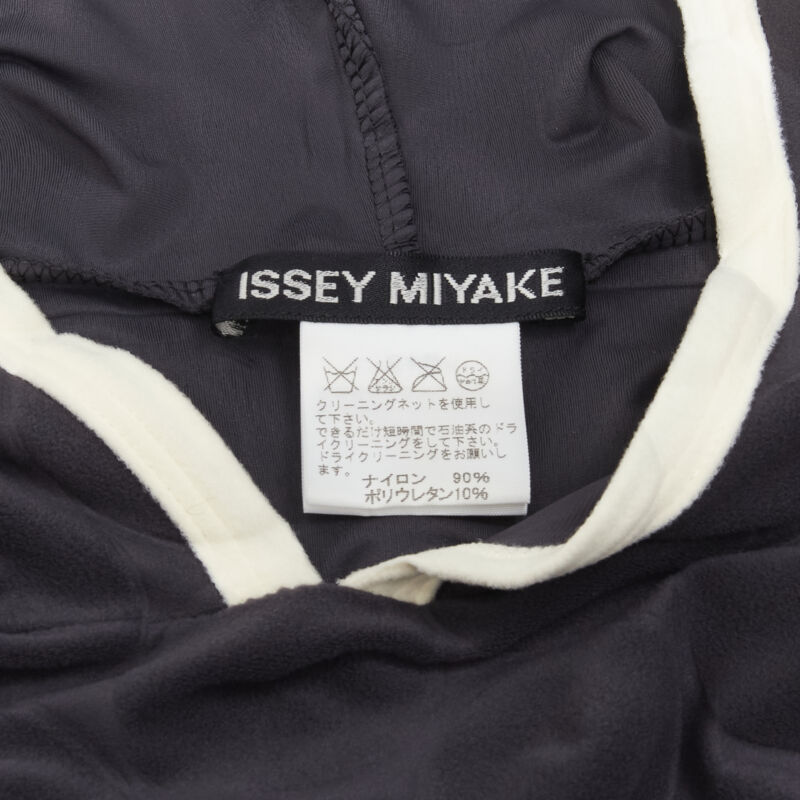 ISSEY MIYAKE
ドライ
クリーニングネットを使用し
て下さい。
できるだけ短時間で石油系のドラ
イクリーニングをして下さい。
ドライクリーニングをお願いし
ます。
ナイロン 90%
ポリウレタン10%